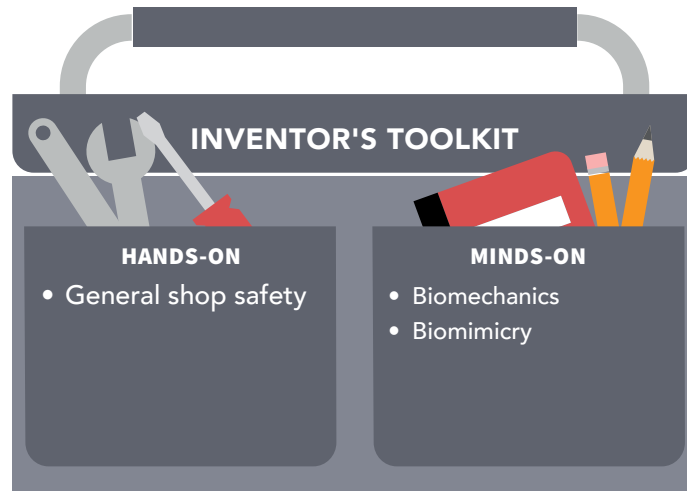 INVENTOR'S TOOLKIT
HANDS-ON
• General shop safety
MINDS-ON
• Biomechanics
• Biomimicry